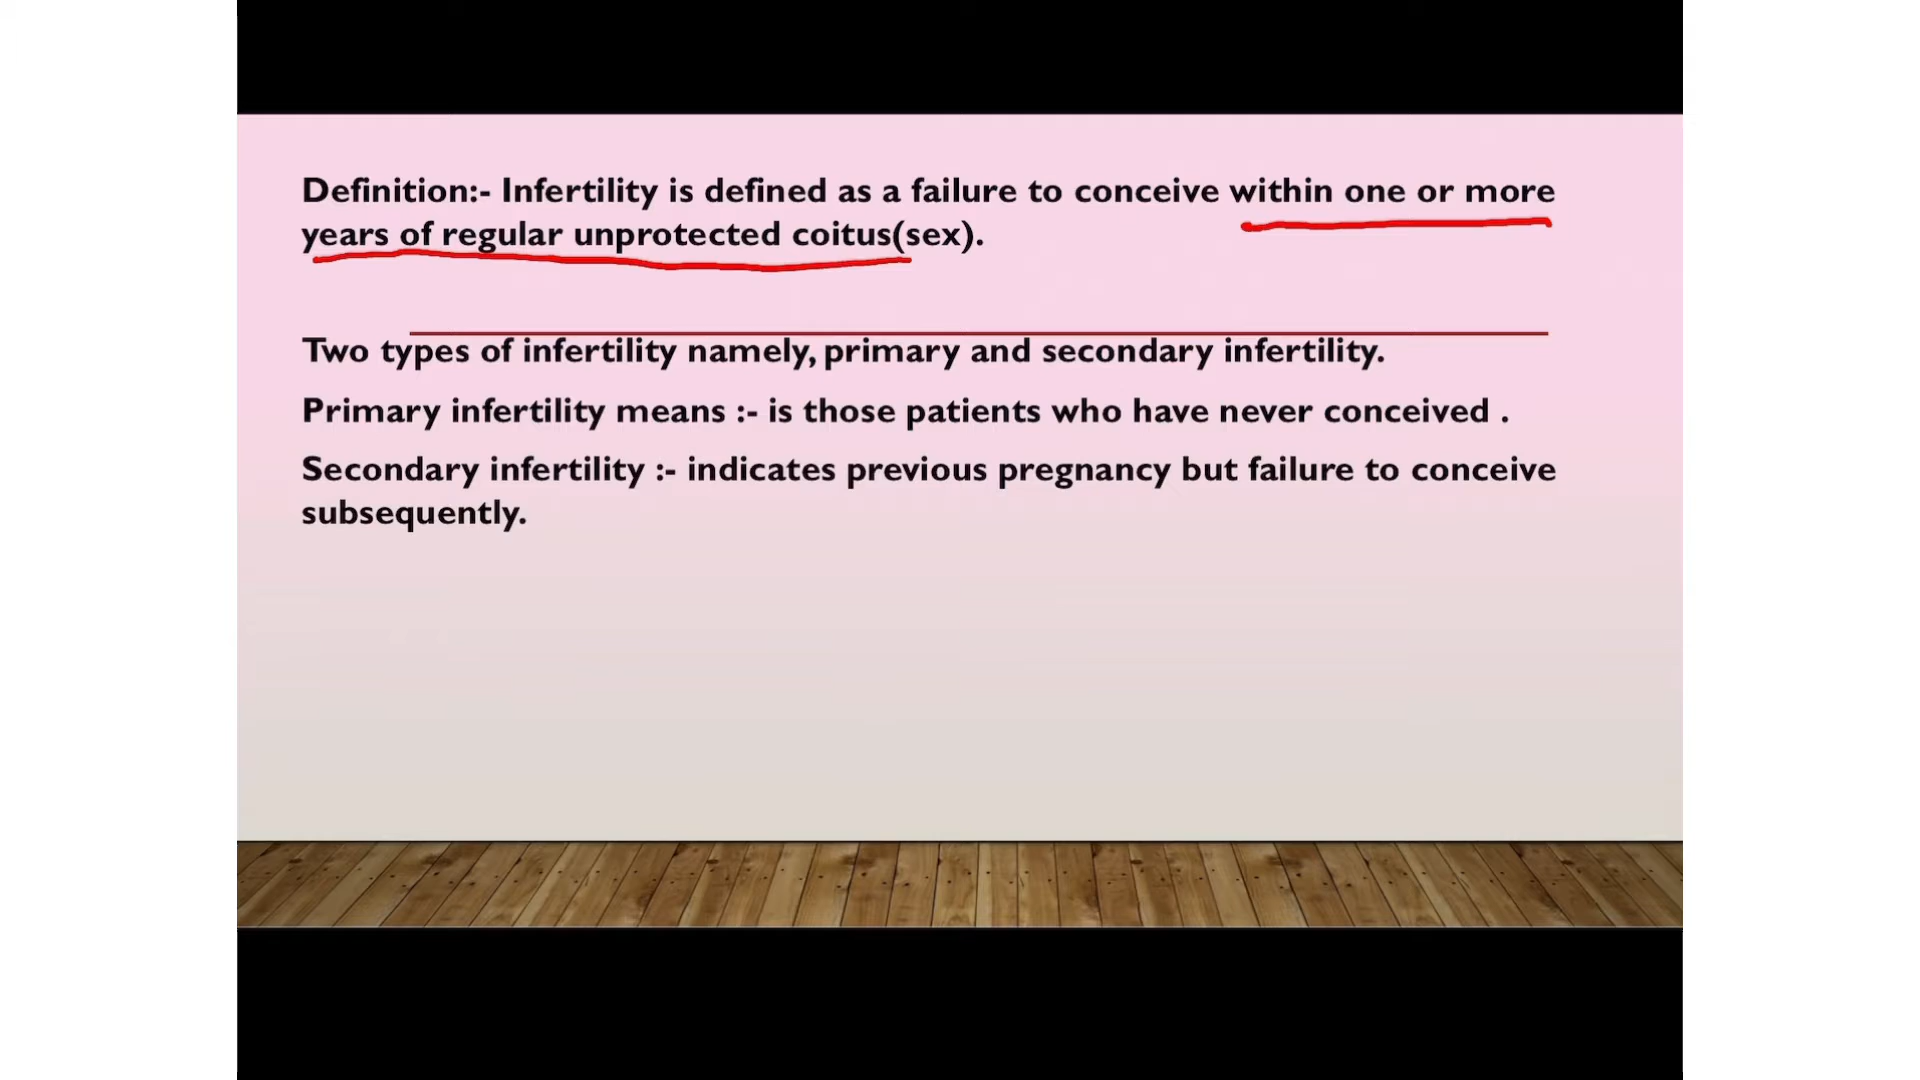 Definition:- Infertility is defined as a failure to conceive within one or more
years of regular unprotected coitus(sex).
Two types of infertility namely, primary and secondary infertility.
Primary infertility means :- is those patients who have never conceived .
Secondary infertility :- indicates previous pregnancy but failure to conceive
subsequently.